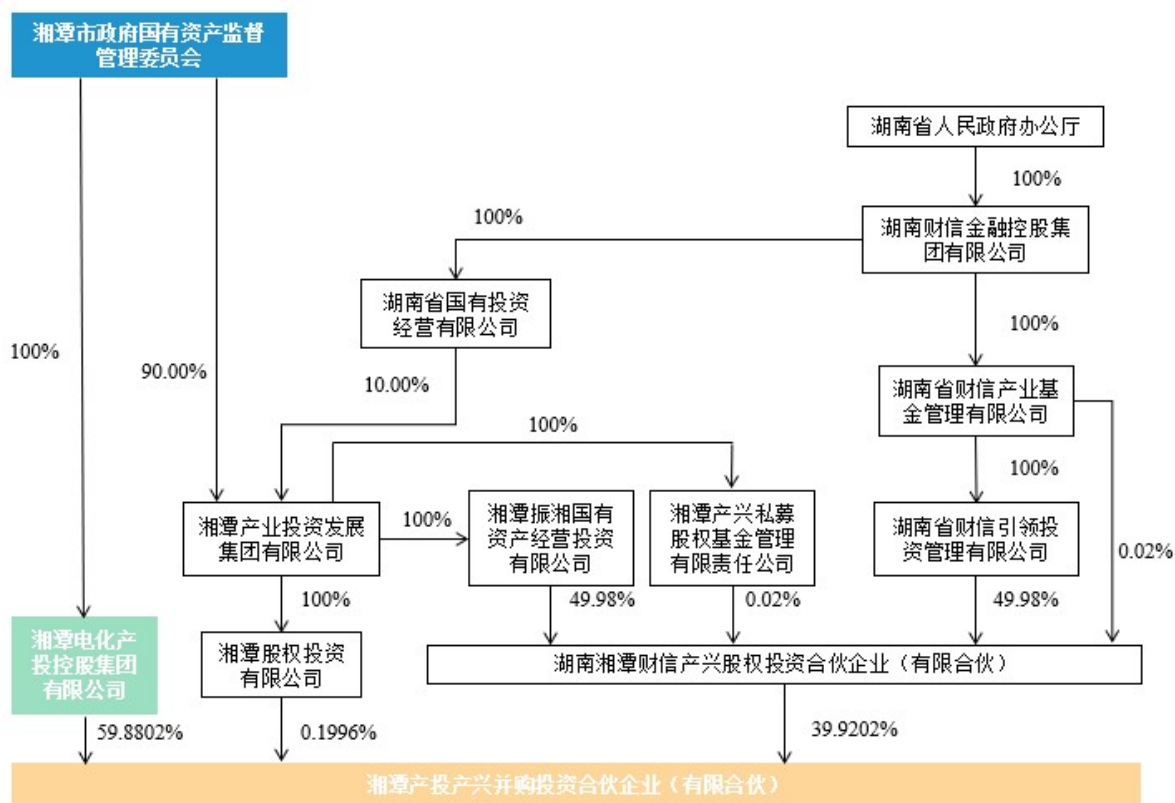 湘潭市政府国有资产监督
管理委员会
湖南省人民政府办公厅
100%
100%
湖南财信金融控股集
团有限公司
湖南省国有投资
经营有限公司
100%
100%
90.00%
10.00%
湖南省财信产业基
金管理有限公司
100%
100%
湘潭产业投资发展
集团有限公司
100%
湘潭振湘国有
资产经营投资
有限公司
湘潭产兴私募
股权基金管理
有限责任公司
湖南省财信引领投
资管理有限公司
0.02%
100%
49.98%
0.02%
49.98%
湘潭电化产
投控股集团
有限公司
湘潭股权投资
有限公司
湖南湘潭财信产兴股权投资合伙企业（有限合伙）
59.8802%
0.1996%
39.9202%
湘潭产投产兴并购投资合伙企业（有限合伙）